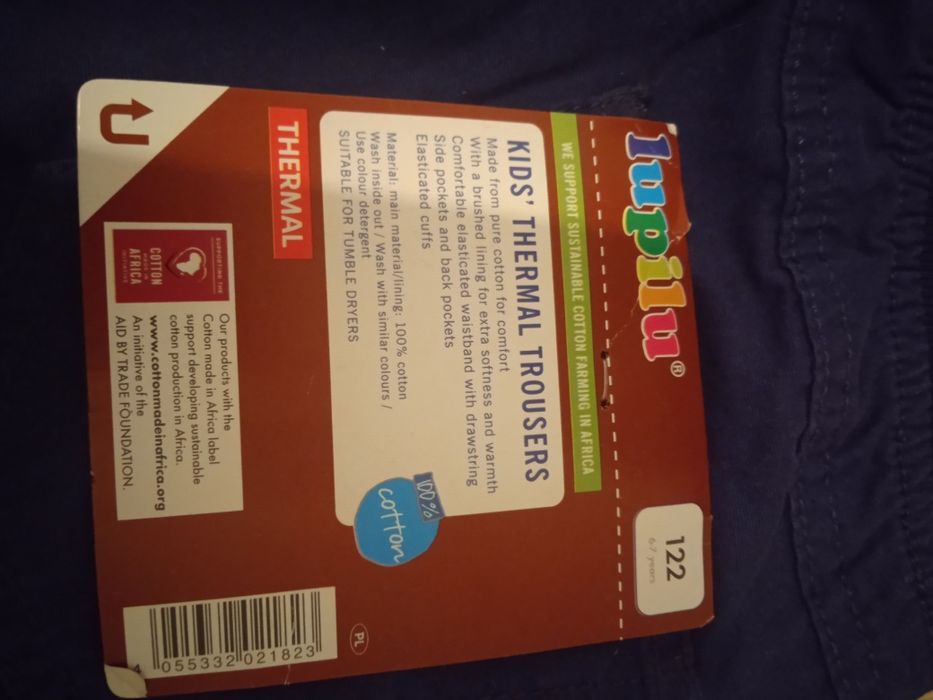 lupilu®
122
6-7 years
WE SUPPORT SUSTAINABLE COTTON FARMING IN AFRICA
KIDS' THERMAL TROUSERS
Made from pure cotton for comfort
With a brushed lining for extra softness and warmth
Comfortable elasticated waistband with drawstring
Side pockets and back pockets
Elasticated cuffs
Material: main material/lining: 100% cotton
Wash inside out / Wash with similar colours /
Use colour detergent
SUITABLE FOR TUMBLE DRYERS
100%
cotton
THERMAL
SUPPORTING THE
COTTON
MADE IN
AFRICA
INITIATIVE
Our products with the
Cotton made in Africa label
support developing sustainable
cotton production in Africa.
www.cottonmadeinafrica.org
An initiative of the
AID BY TRADE FOUNDATION.
PL
4 055332 021823